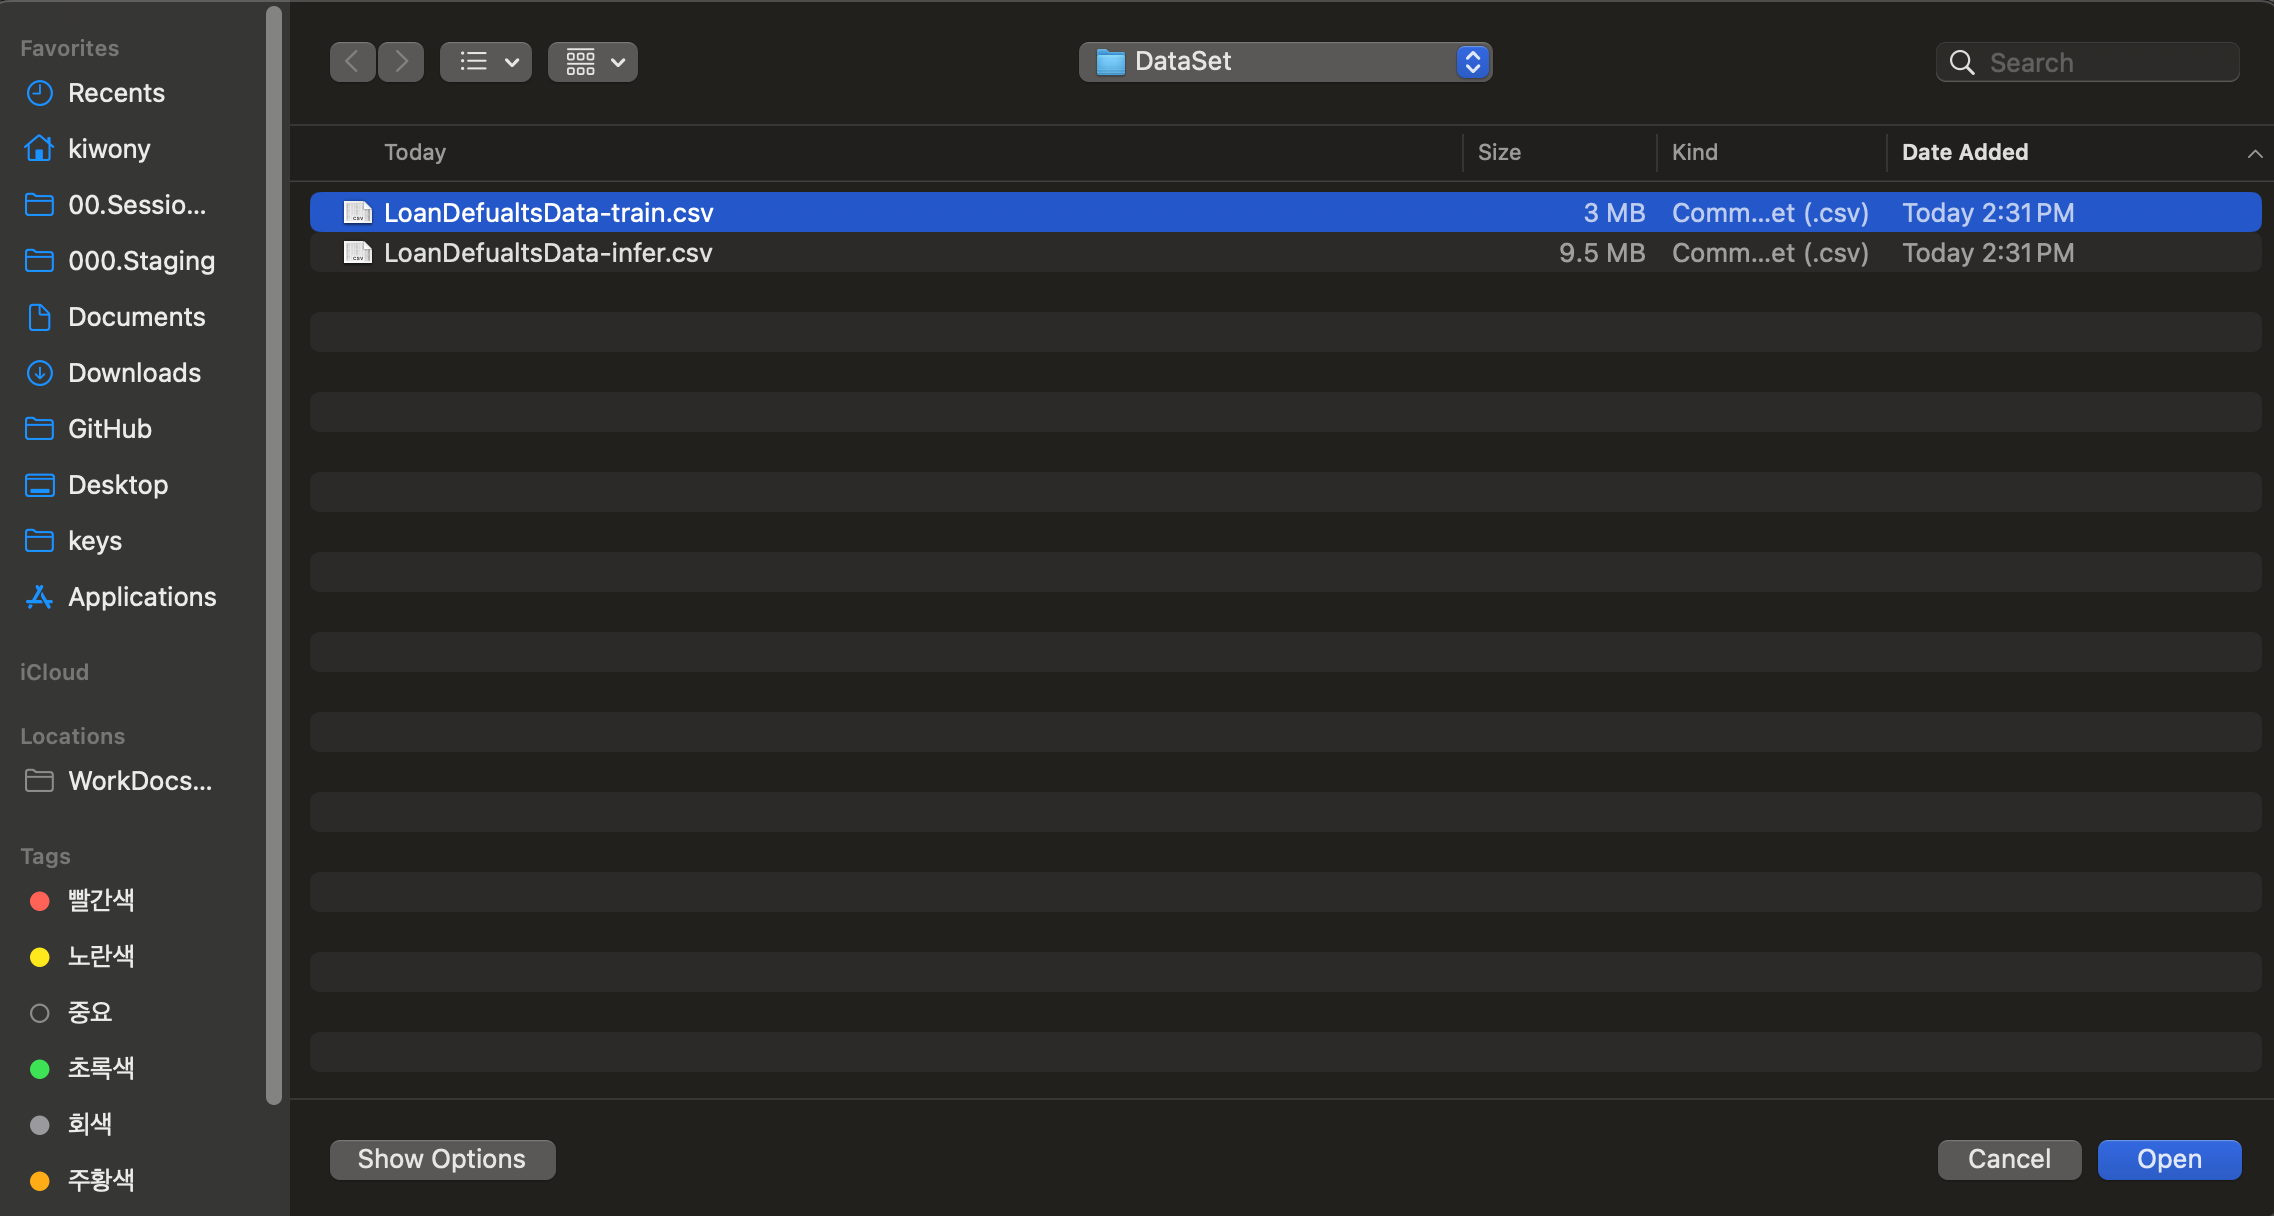 Favorites
Recents
kiwony
00.Sessio...
000.Staging
Documents
Downloads
GitHub
Desktop
keys
Applications
iCloud
Locations
WorkDocs...
Tags
빨간색
노란색
중요
초록색
회색
주황색
DataSet
Search
Today Size Kind Date Added
LoanDefualtsData-train.csv 3 MB Comm...et (.csv) Today 2:31 PM
LoanDefualtsData-infer.csv 9.5 MB Comm...et (.csv) Today 2:31 PM
Show Options Cancel Open